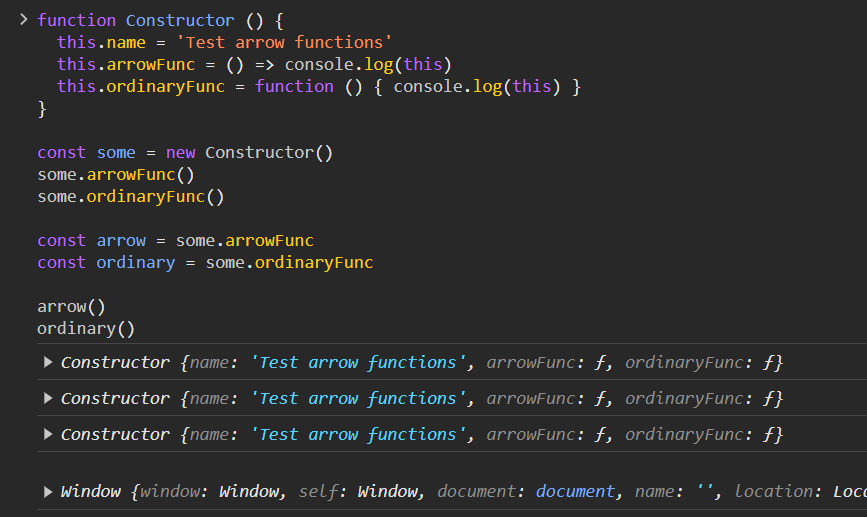 function Constructor () {
  this.name = 'Test arrow functions'
  this.arrowFunc = () => console.log(this)
  this.ordinaryFunc = function () { console.log(this) }
}

const some = new Constructor()
some.arrowFunc()
some.ordinaryFunc()

const arrow = some.arrowFunc
const ordinary = some.ordinaryFunc

arrow()
ordinary()
Constructor {name: 'Test arrow functions', arrowFunc: ƒ, ordinaryFunc: ƒ}
Constructor {name: 'Test arrow functions', arrowFunc: ƒ, ordinaryFunc: ƒ}
Constructor {name: 'Test arrow functions', arrowFunc: ƒ, ordinaryFunc: ƒ}
Window {window: Window, self: Window, document: document, name: '', location: